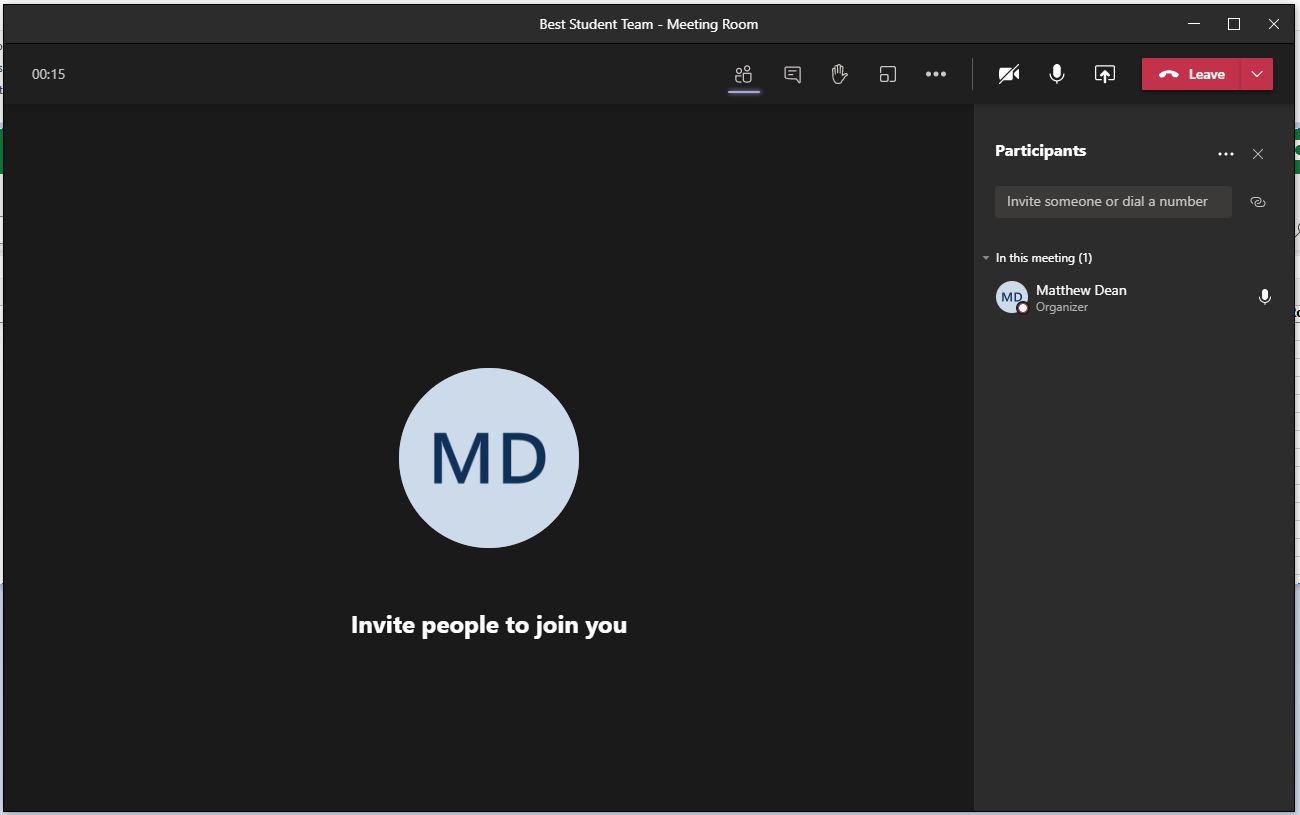 Best Student Team - Meeting Room
00:15
Leave
Participants
Invite someone or dial a number
In this meeting (1)
MD
Matthew Dean
Organizer
MD
Invite people to join you